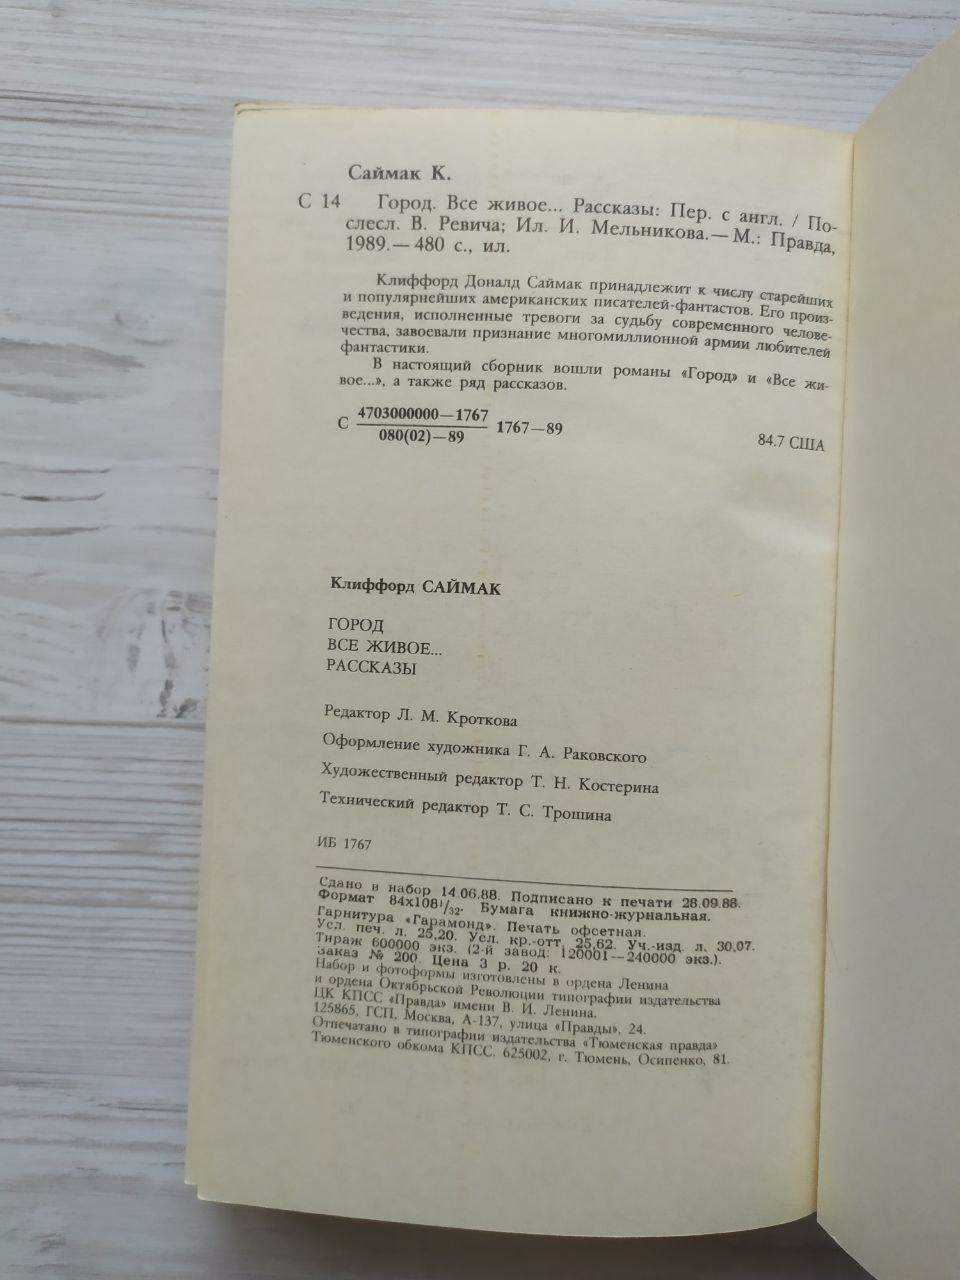 Саймак К.
С 14 Город. Все живое... Рассказы: Пер. с англ. / По-
слесл. В. Ревича; Ил. И. Мельникова.— М.: Правда,
1989.— 480 с., ил.
Клиффорд Доналд Саймак принадлежит к числу старейших
и популярнейших американских писателей-фантастов. Его произ-
ведения, исполненные тревоги за судьбу современного челове-
чества, завоевали признание многомиллионной армии любителей
фантастики.
В настоящий сборник вошли романы «Город» и «Все жи-
вое...», а также ряд рассказов.
4703000000—1767
С 1767—89
080(02)—89
84.7 США
Клиффорд САЙМАК
ГОРОД
ВСЕ ЖИВОЕ...
РАССКАЗЫ
Редактор Л. М. Кроткова
Оформление художника Г. А. Раковского
Художественный редактор Т. Н. Костерина
Технический редактор Т. С. Трошина
ИБ 1767
Сдано в набор 14.06.88. Подписано к печати 28.09.88.
Формат 84x108¹/₃₂. Бумага книжно-журнальная.
Гарнитура «Гарамонд». Печать офсетная.
Усл. печ. л. 25,20. Усл. кр.-отт. 25,62. Уч.-изд. л. 30,07.
Тираж 600000 экз. (2-й завод: 120001—240000 экз.).
Заказ № 200. Цена 3 р. 20 к.
Набор и фотоформы изготовлены в ордена Ленина
и ордена Октябрьской Революции типографии издательства
ЦК КПСС «Правда» имени В. И. Ленина.
125865, ГСП, Москва, А-137, улица «Правды», 24.
Отпечатано в типографии издательства «Тюменская правда»
Тюменского обкома КПСС. 625002, г. Тюмень, Осипенко, 81.